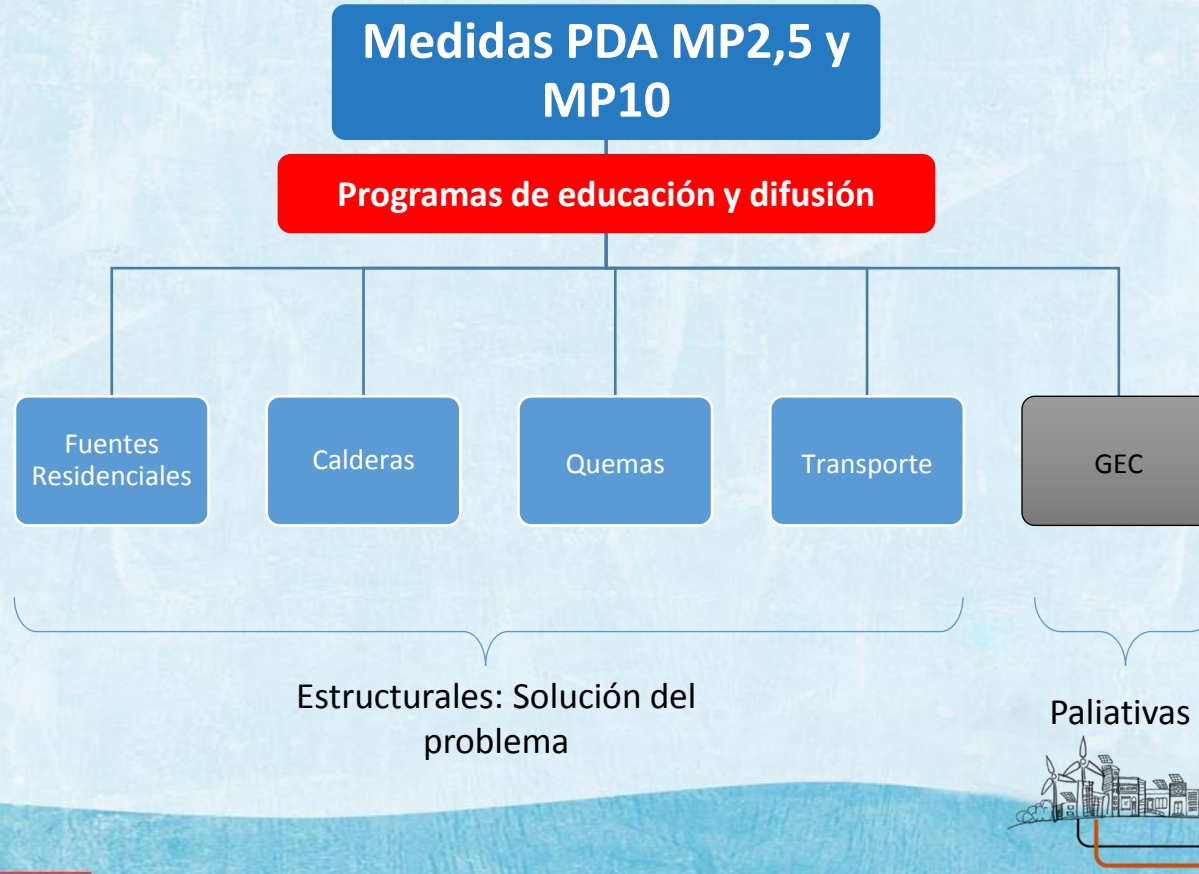 Medidas PDA MP2,5 y
MP10
Programas de educación y difusión
Fuentes
Residenciales
Calderas
Quemas
Transporte
GEC
Estructurales: Solución del
problema
Paliativas